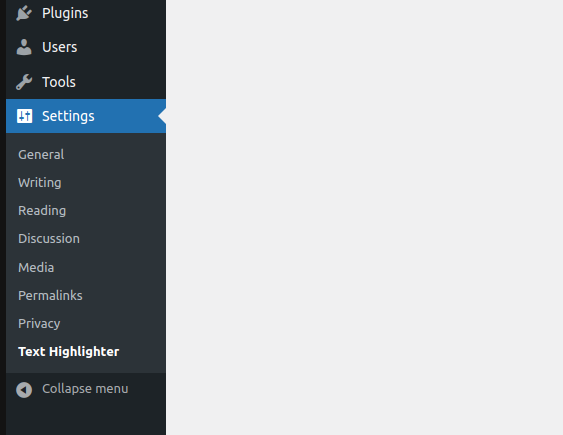 Plugins
Users
Tools
Settings
General
Writing
Reading
Discussion
Media
Permalinks
Privacy
Text Highlighter
Collapse menu